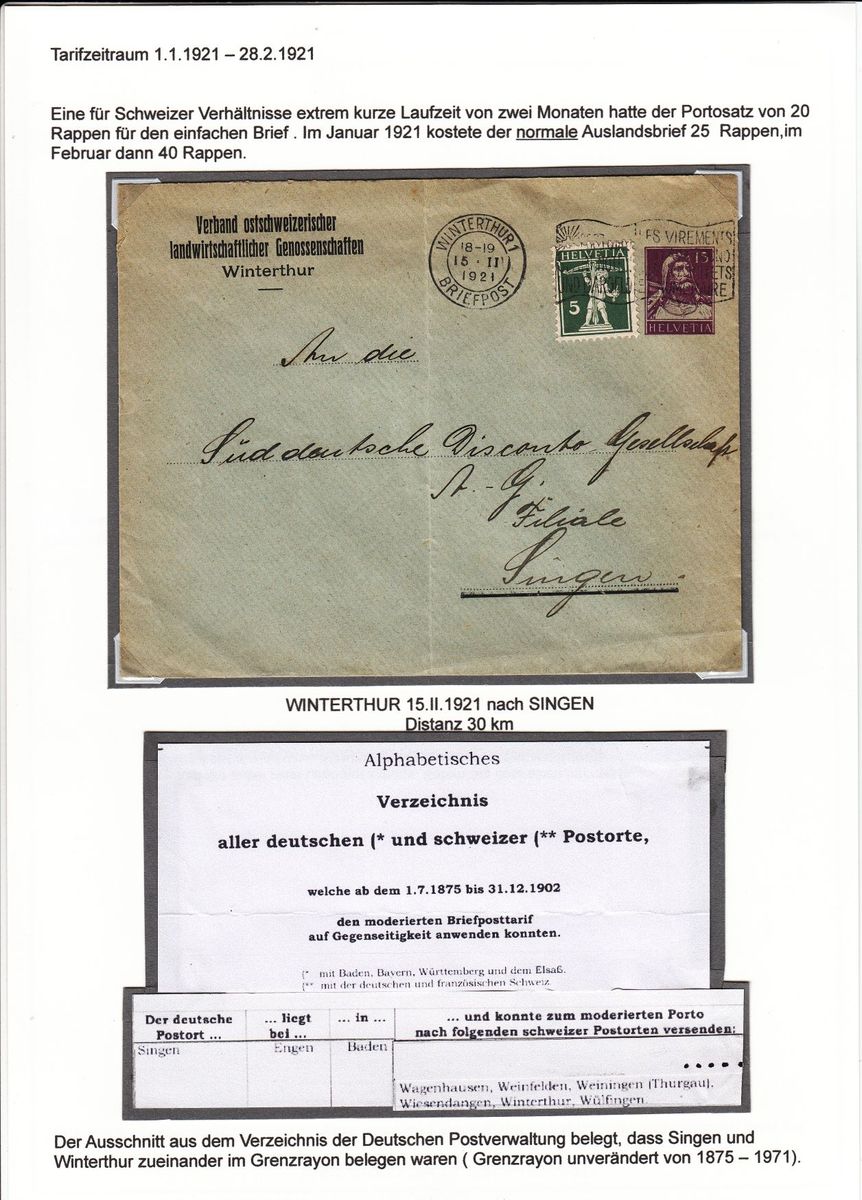 Tarifzeitraum 1.1.1921 – 28.2.1921
Eine für Schweizer Verhältnisse extrem kurze Laufzeit von zwei Monaten hatte der Portosatz von 20
Rappen für den einfachen Brief . Im Januar 1921 kostete der normale Auslandsbrief 25 Rappen,im
Februar dann 40 Rappen.
Verband ostschweizerischer
landwirtschaftlicher Genossenschaften
Winterthur
WINTERTHUR 1
18-19
15 · II
1921
BRIEFPOST
LES VIREMENTS
HELVETIA
5
15
HELVETIA
An die
Süddeutsche Disconto Gesellschaft
A.-G.
Filiale
Singen.
WINTERTHUR 15.II.1921 nach SINGEN
Distanz 30 km
Alphabetisches
Verzeichnis
aller deutschen (* und schweizer (** Postorte,
welche ab dem 1.7.1875 bis 31.12.1902
den moderierten Briefposttarif
auf Gegenseitigkeit anwenden konnten.
(* mit Baden, Bayern, Württemberg und dem Elsaß.
(** mit der deutschen und französischen Schweiz
Der deutsche Postort ... ... liegt bei ... ... in ... ... und konnte zum moderierten Porto nach folgenden schweizer Postorten versenden:
Singen Engen Baden
.....
Wagenhausen, Weinfelden, Weiningen (Thurgau),
Wiesendangen, Winterthur, Wülfingen.
Der Ausschnitt aus dem Verzeichnis der Deutschen Postverwaltung belegt, dass Singen und
Winterthur zueinander im Grenzrayon belegen waren ( Grenzrayon unverändert von 1875 – 1971).